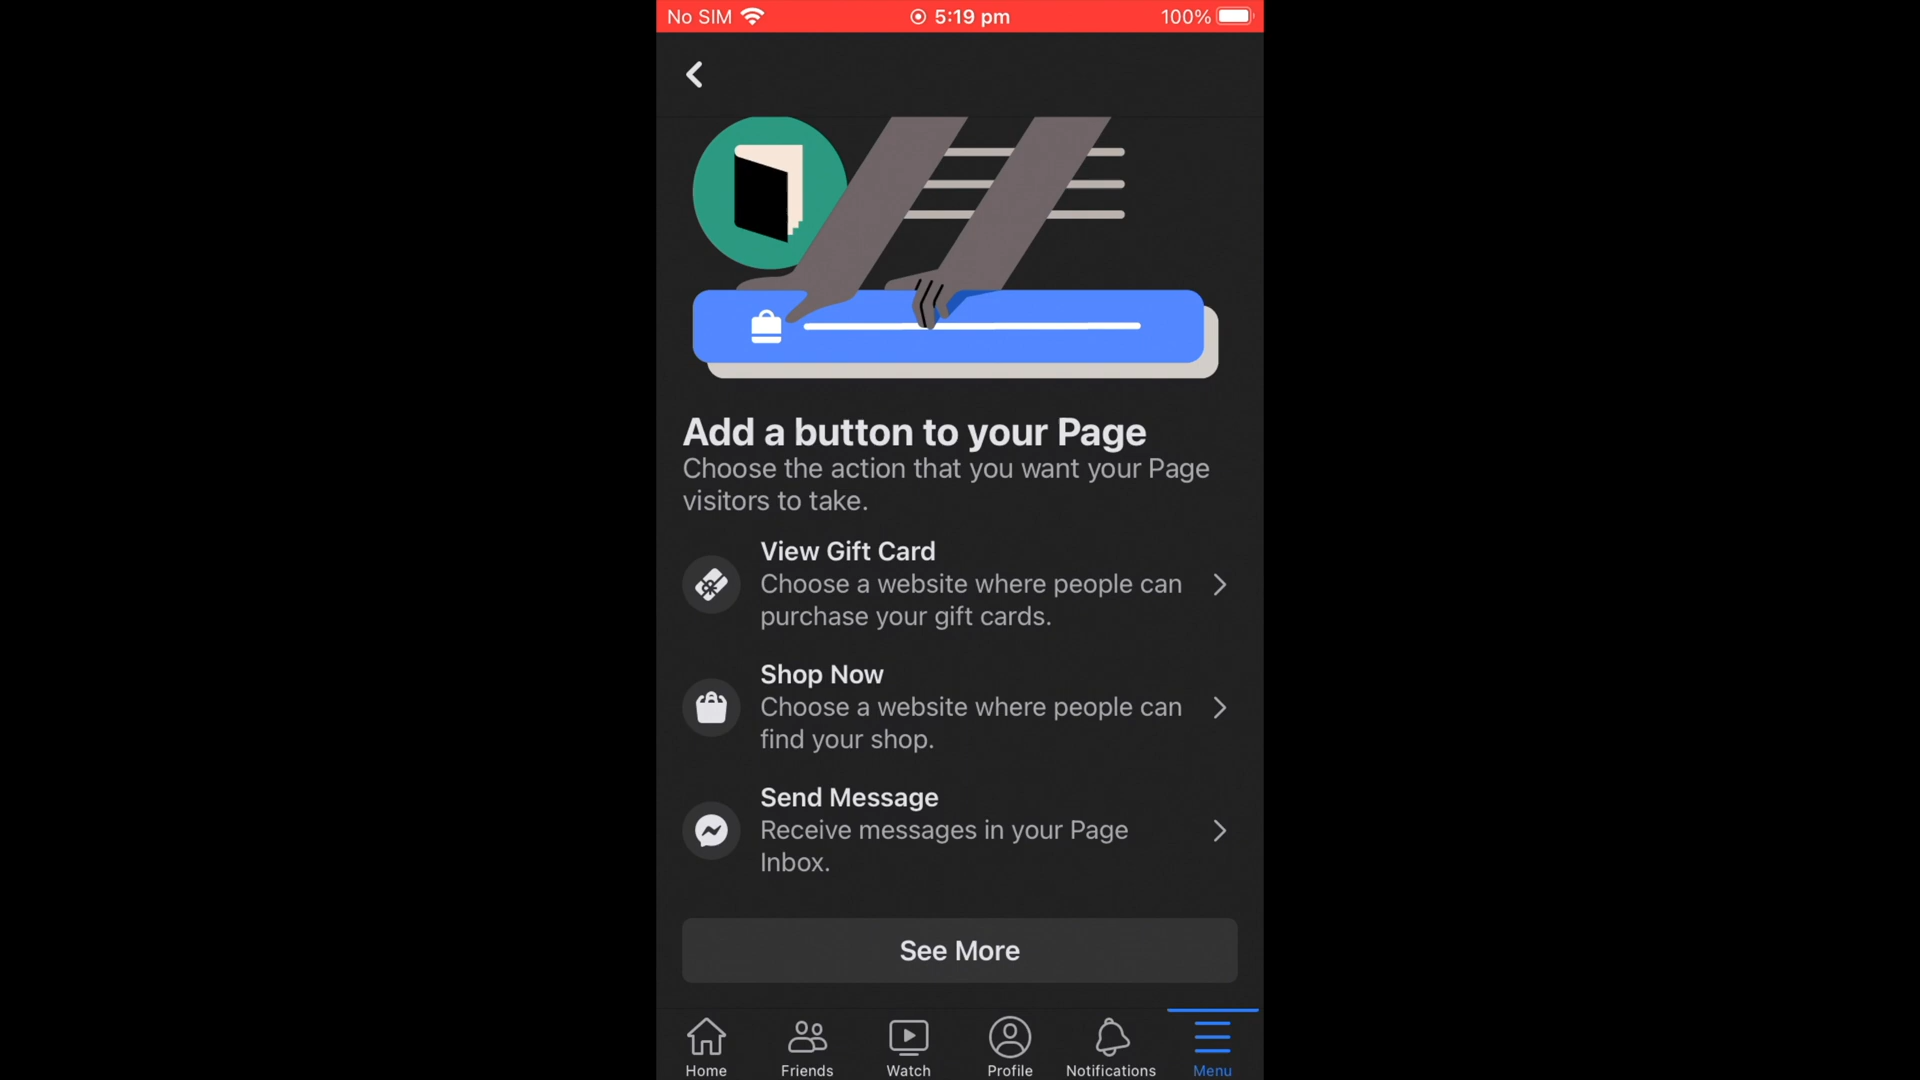 No SIM 5:19 pm 100%
Add a button to your Page
Choose the action that you want your Page
visitors to take.
View Gift Card
Choose a website where people can
purchase your gift cards.
Shop Now
Choose a website where people can
find your shop.
Send Message
Receive messages in your Page
Inbox.
See More
Home Friends Watch Profile Notifications Menu